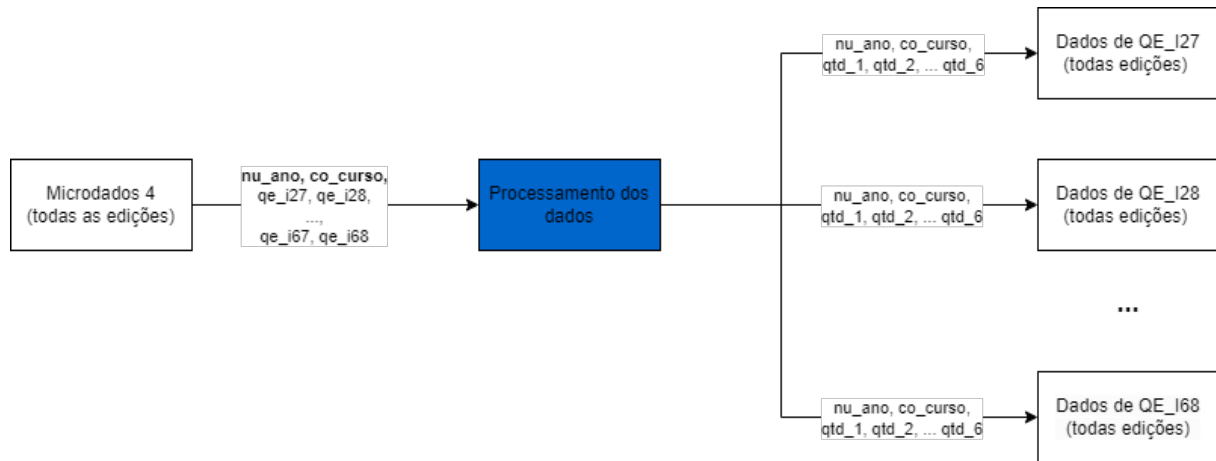 Microdados 4
(todas as edições)
nu_ano, co_curso,
qe_i27, qe_i28,
...,
qe_i67, qe_i68
Processamento dos
dados
nu_ano, co_curso,
qtd_1, qtd_2, ... qtd_6
Dados de QE_I27
(todas edições)
nu_ano, co_curso,
qtd_1, qtd_2, ... qtd_6
Dados de QE_I28
(todas edições)
...
nu_ano, co_curso,
qtd_1, qtd_2, ... qtd_6
Dados de QE_I68
(todas edições)